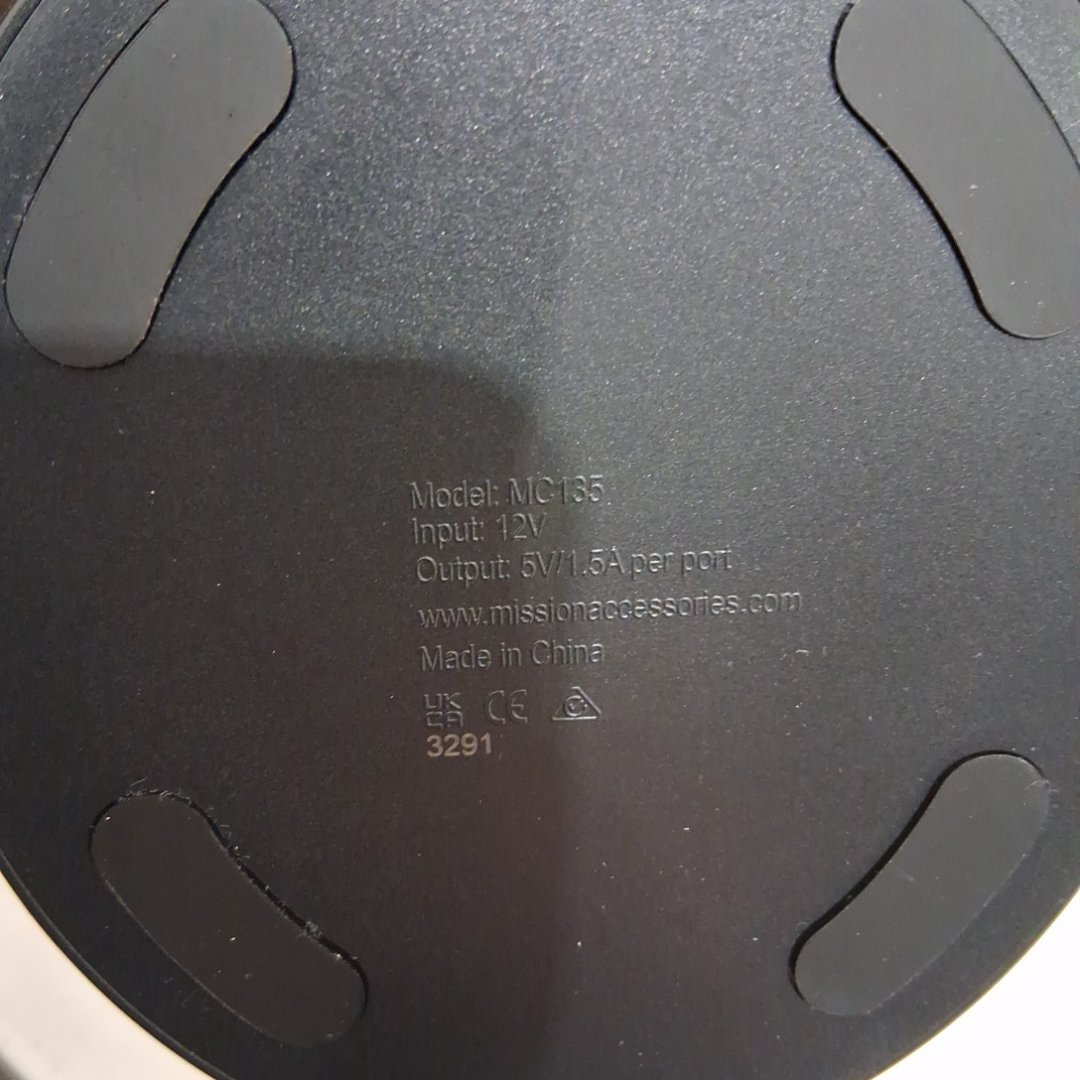 Model: MC135
Input: 12V
Output: 5V/1.5A per port
www.missionaccessories.com
Made in China
UK
CA CE
3291